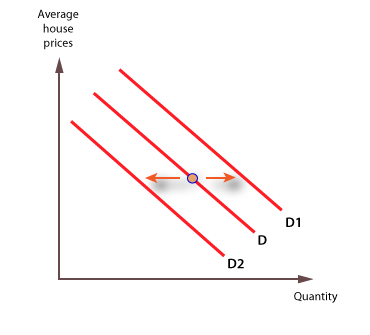 Average
house
prices
D1
D
D2
Quantity